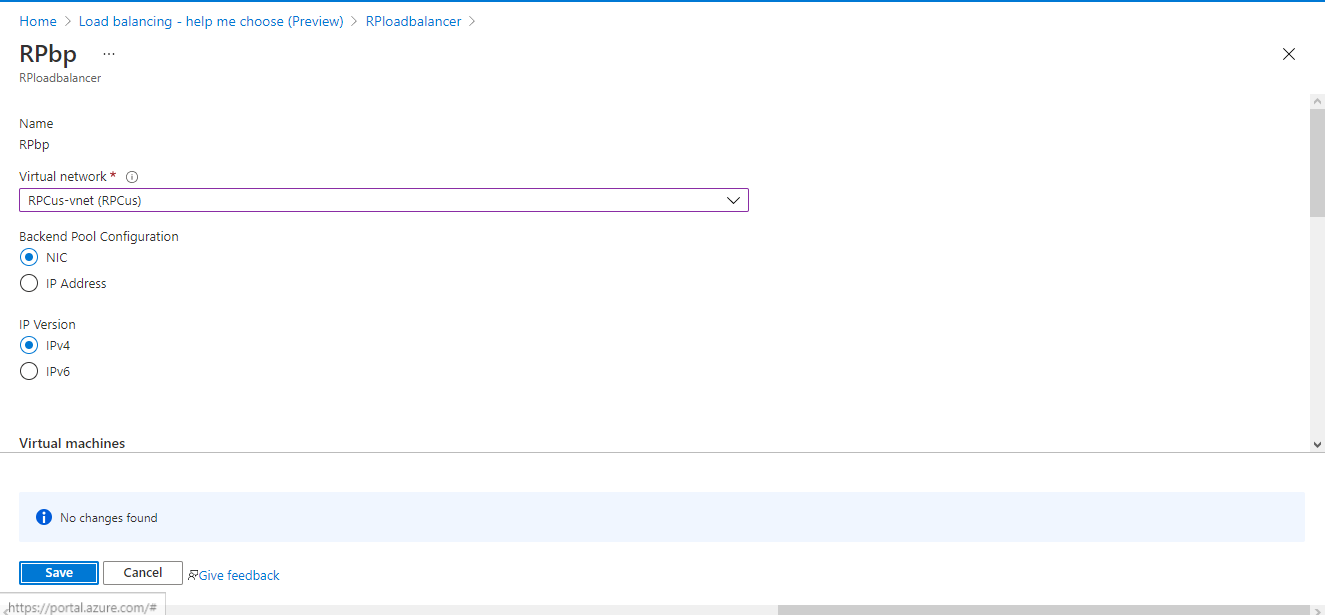 Home > Load balancing - help me choose (Preview) > RPloadbalancer >
RPbp ...
RPloadbalancer
Name
RPbp
Virtual network *
RPCus-vnet (RPCus)
Backend Pool Configuration
NIC
IP Address
IP Version
IPv4
IPv6
Virtual machines
No changes found
Save Cancel Give feedback
https://portal.azure.com/#